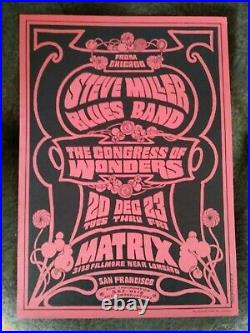 FROM
CHICAGO
STEVE MILLER
BLUES BAND
THE CONGRESS OF
WONDERS
20 DEC 23
TUES THRU FRI
MATRIX
3138 FILLMORE NEAR LOMBARD
SAN FRANCISCO